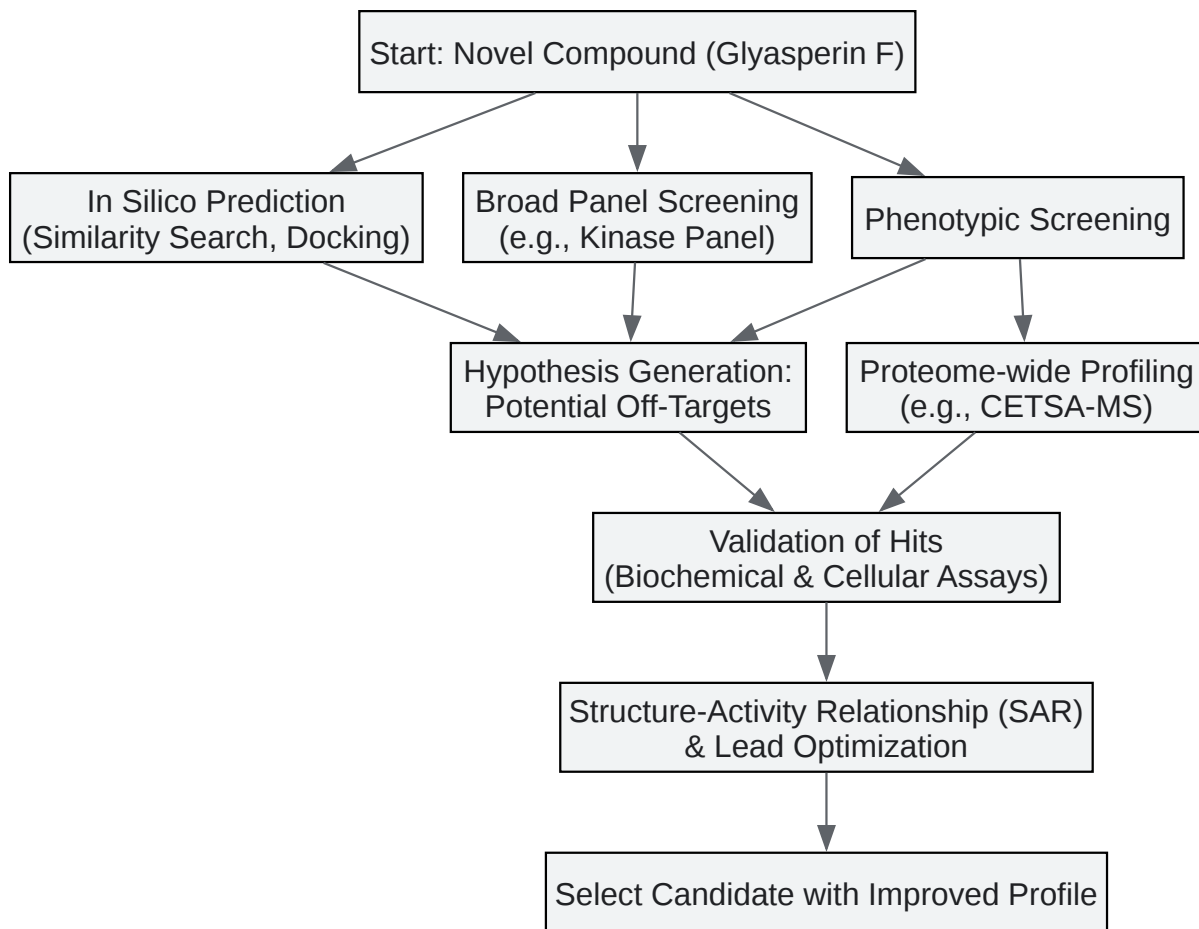 Start: Novel Compound (Glyasperin F)
In Silico Prediction
(Similarity Search, Docking)
Broad Panel Screening
(e.g., Kinase Panel)
Phenotypic Screening
Hypothesis Generation:
Potential Off-Targets
Proteome-wide Profiling
(e.g., CETSA-MS)
Validation of Hits
(Biochemical & Cellular Assays)
Structure-Activity Relationship (SAR)
& Lead Optimization
Select Candidate with Improved Profile